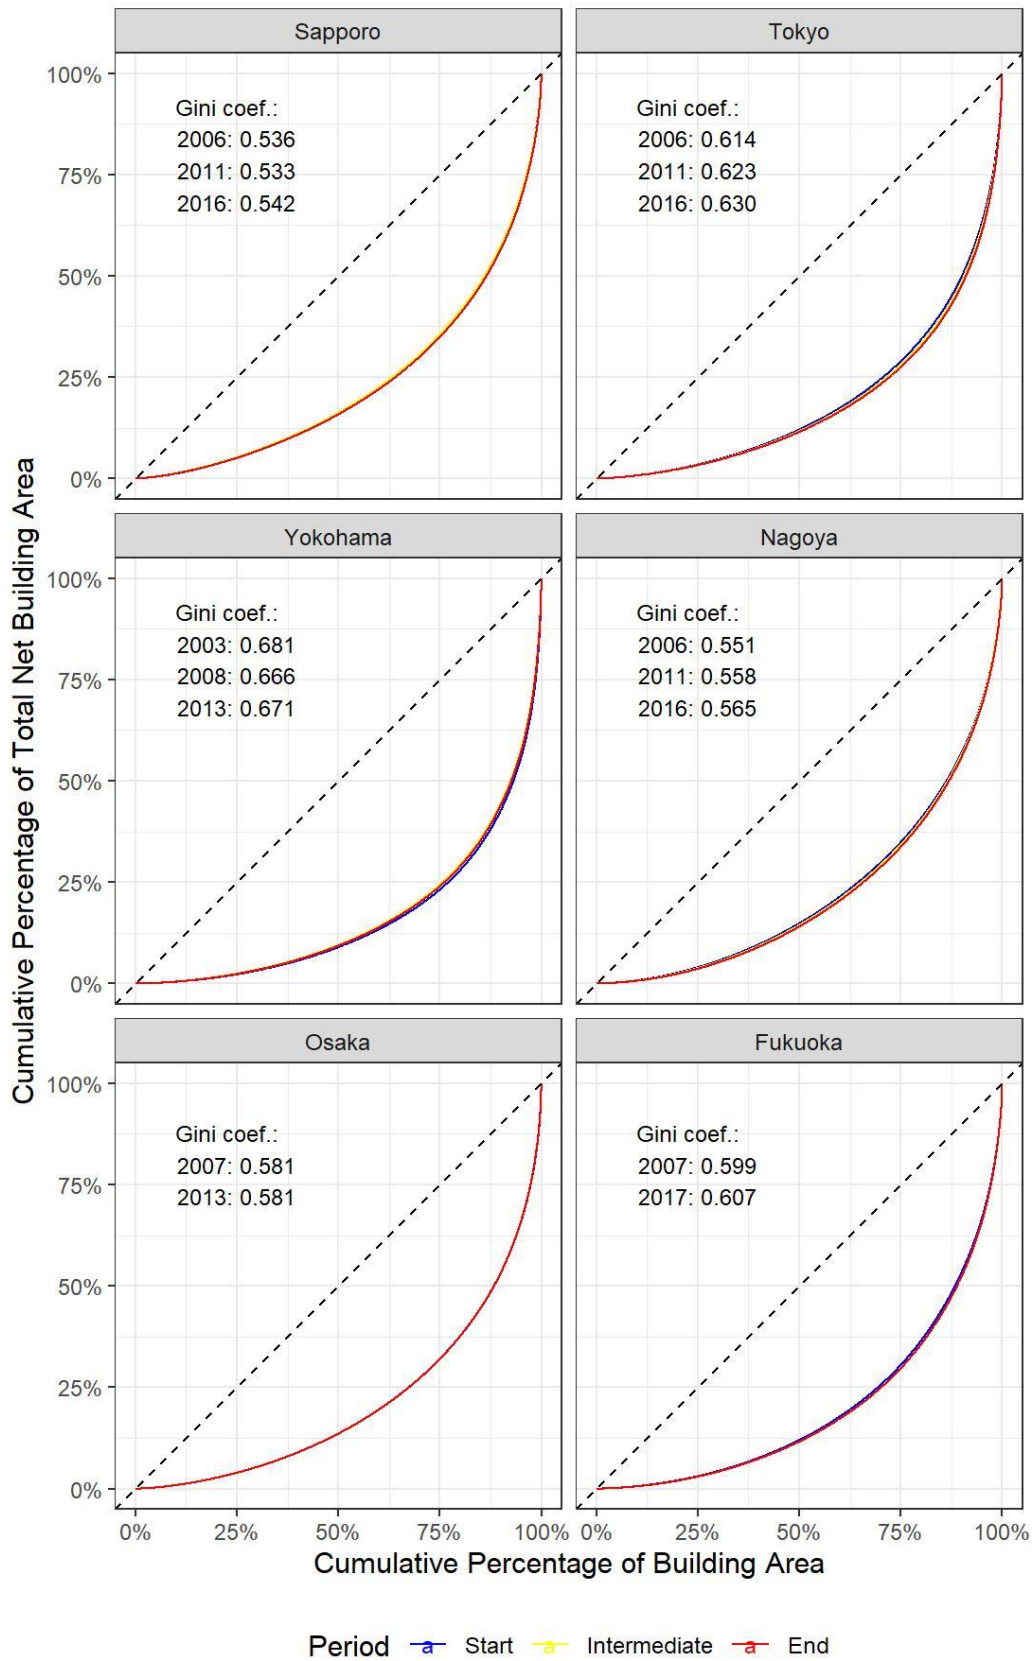 Sapporo
Tokyo
100%
75%
50%
25%
0%
Gini coef.:
2006: 0.536
2011: 0.533
2016: 0.542
Gini coef.:
2006: 0.614
2011: 0.623
2016: 0.630
Yokohama
Nagoya
100%
75%
50%
25%
0%
Gini coef.:
2003: 0.681
2008: 0.666
2013: 0.671
Gini coef.:
2006: 0.551
2011: 0.558
2016: 0.565
Cumulative Percentage of Total Net Building Area
Osaka
Fukuoka
100%
75%
50%
25%
0%
Gini coef.:
2007: 0.581
2013: 0.581
Gini coef.:
2007: 0.599
2017: 0.607
0% 25% 50% 75% 100%
0% 25% 50% 75% 100%
Cumulative Percentage of Building Area
Period a Start a Intermediate a End